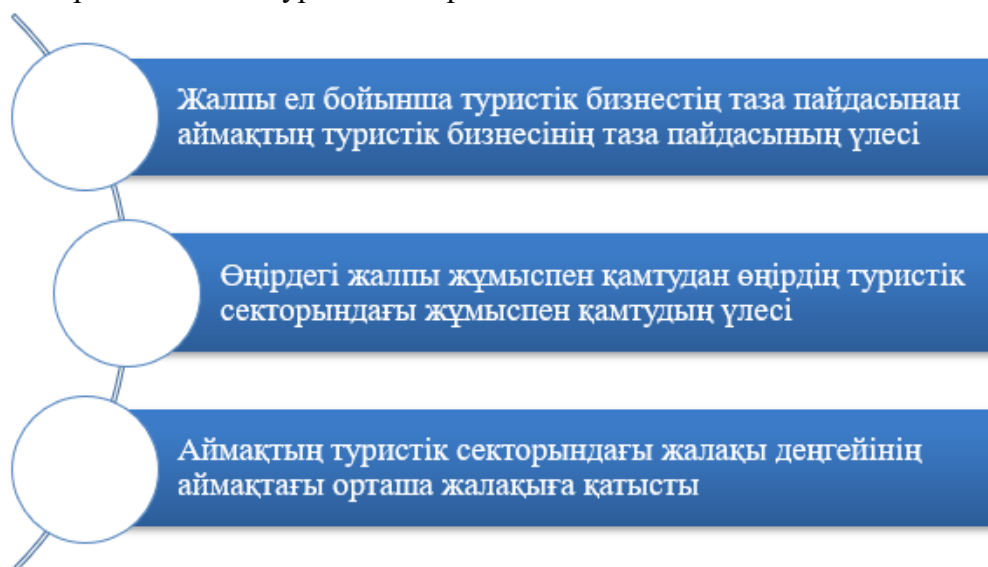 Жалпы ел бойынша туристік бизнестің таза пайдасынан
аймақтың туристік бизнесінің таза пайдасының үлесі
Өңірдегі жалпы жұмыспен қамтудан өңірдің туристік
секторындағы жұмыспен қамтудың үлесі
Аймақтың туристік секторындағы жалақы деңгейінің
аймақтағы орташа жалақыға қатысты